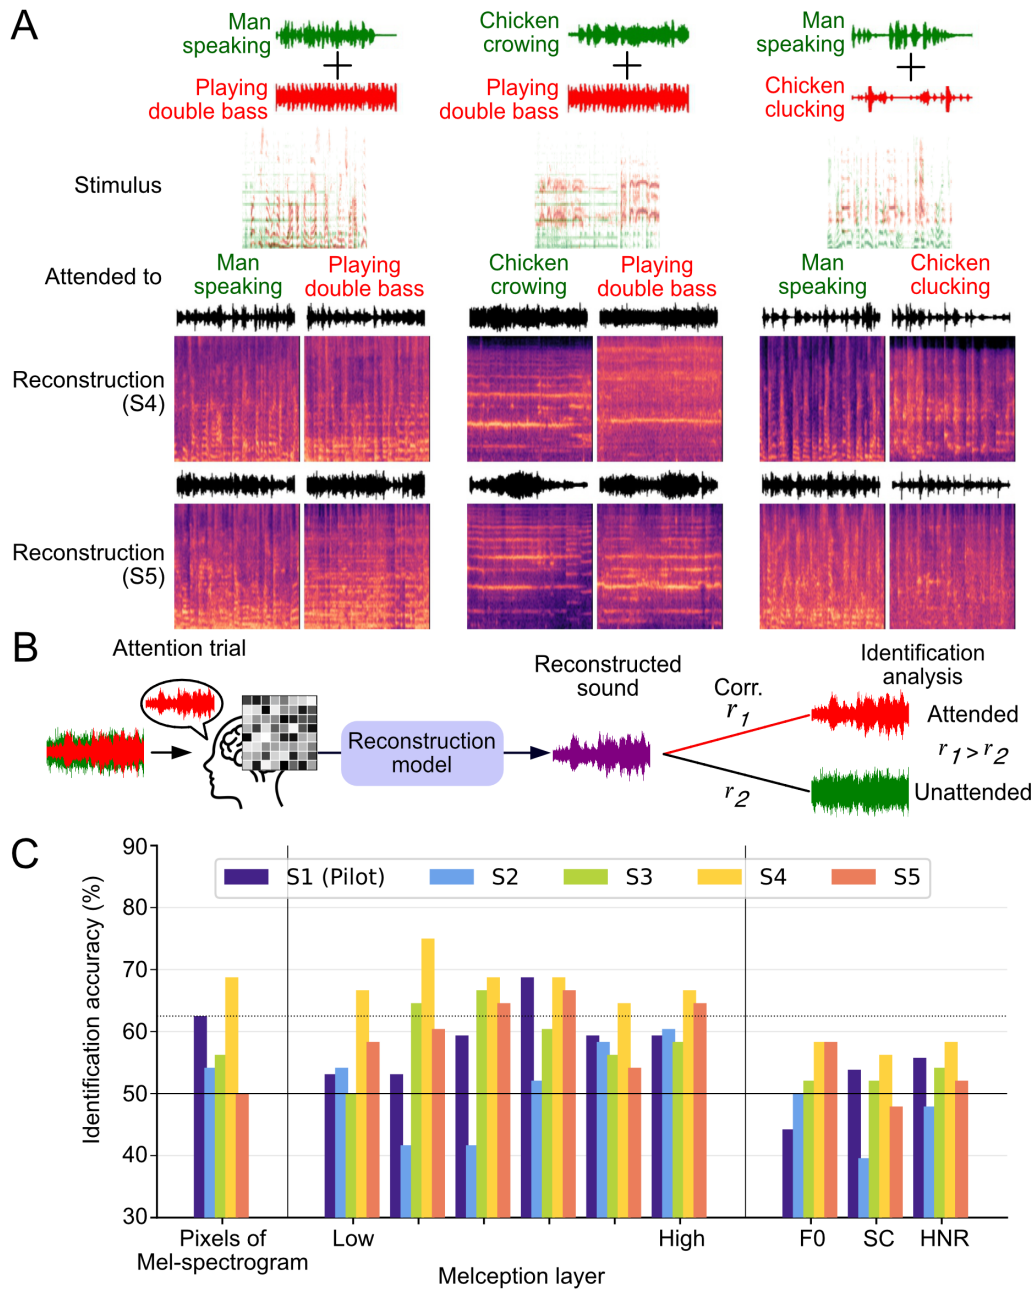 A
Man
speaking
Playing
double bass
Chicken
crowing
Playing
double bass
Man
speaking
Chicken
clucking
Stimulus
Attended to
Man
speaking
Playing
double bass
Chicken
crowing
Playing
double bass
Man
speaking
Chicken
clucking
Reconstruction
(S4)
Reconstruction
(S5)
B
Attention trial
Reconstruction
model
Reconstructed
sound
Corr.
r1
r2
Identification
analysis
Attended
r1 > r2
Unattended
C
Identification accuracy (%)
90
80
70
60
50
40
30
S1 (Pilot) S2 S3 S4 S5
Pixels of
Mel-spectrogram
Low High
Melception layer
F0 SC HNR